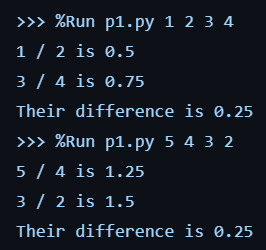 >>> %Run p1.py 1 2 3 4
1 / 2 is 0.5
3 / 4 is 0.75
Their difference is 0.25
>>> %Run p1.py 5 4 3 2
5 / 4 is 1.25
3 / 2 is 1.5
Their difference is 0.25